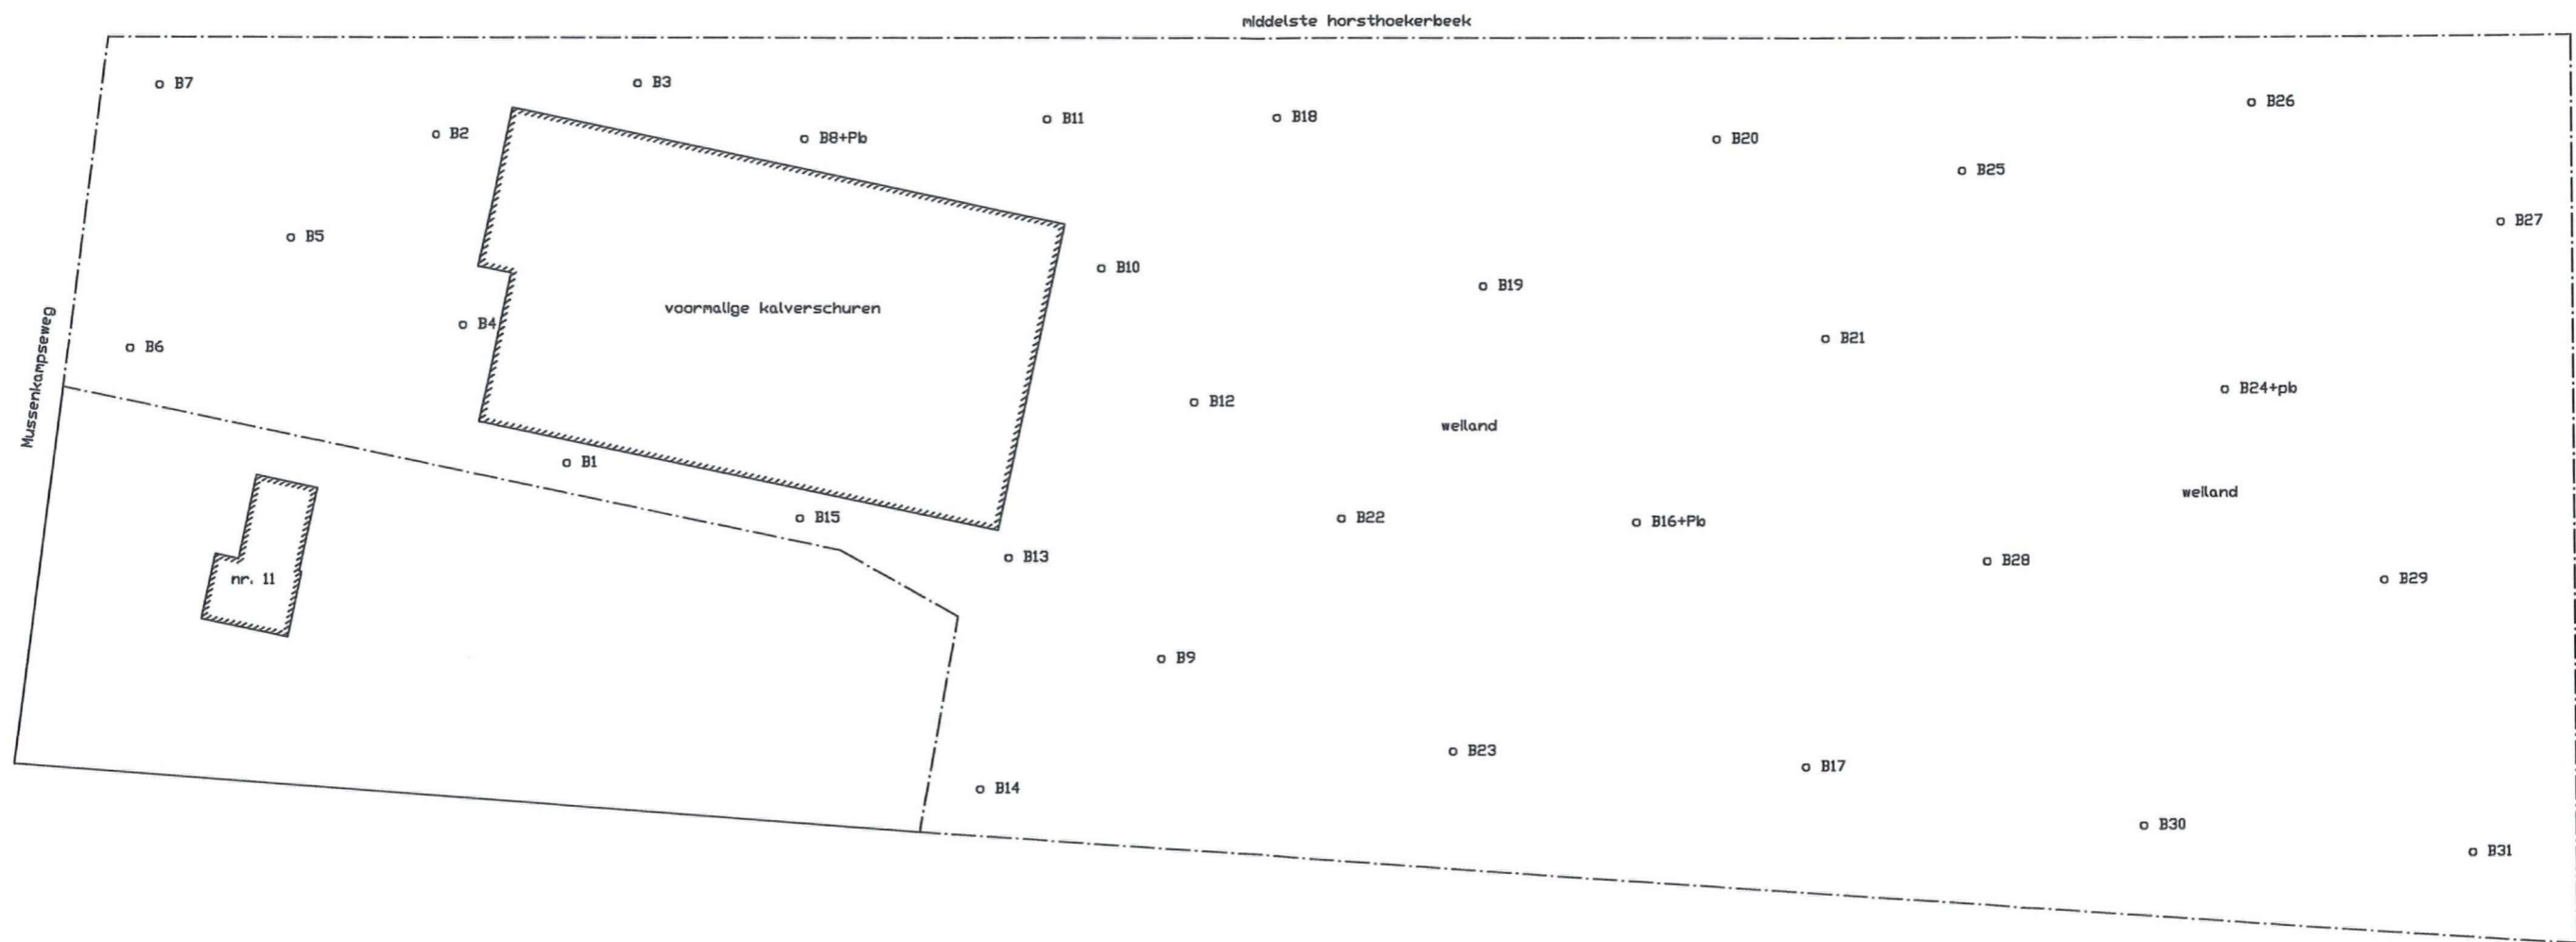 middelste horsthoekerbeek
B7
B3
B26
B11
B18
B2
B8+Pb
B20
B25
B27
B5
B10
B19
voormalige kalverschuren
B4
B21
B6
Mussenkampseweg
B24+pb
B12
weiland
B1
weiland
B15
B22
B16+Pb
B13
B28
nr. 11
B29
B9
B23
B17
B14
B30
B31